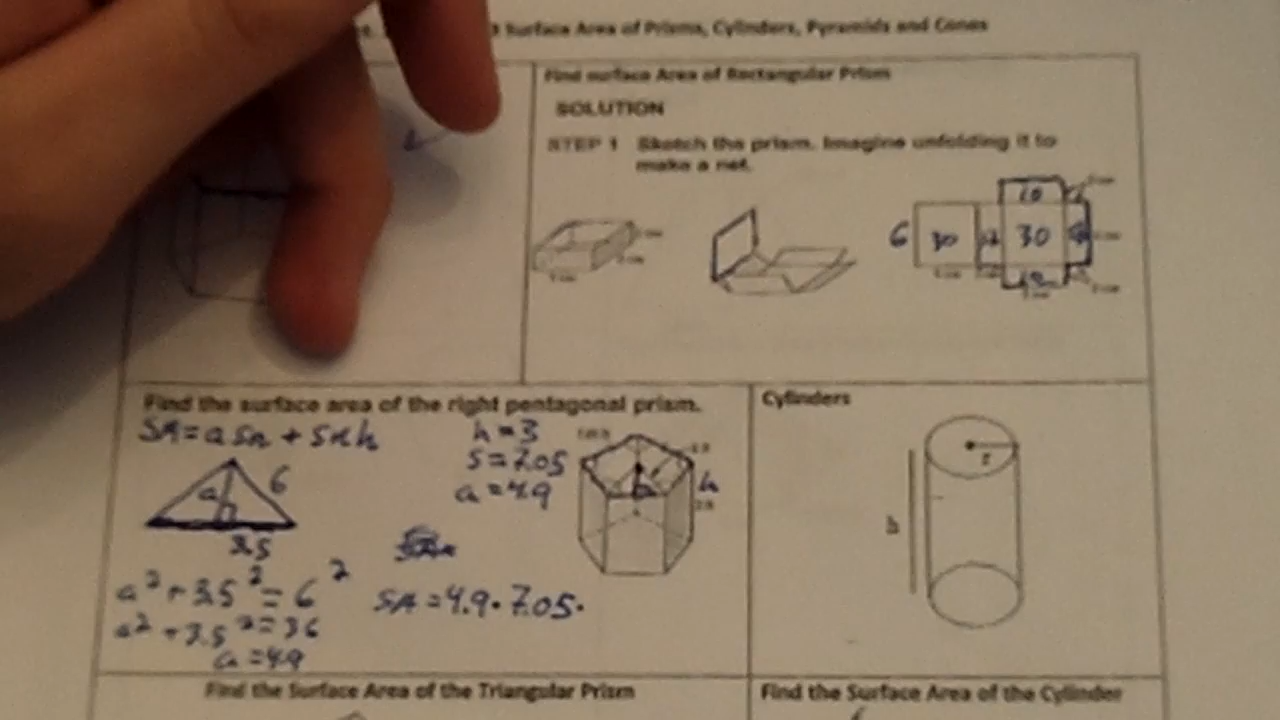 Surface Area of Prisms, Cylinders, Pyramids and Cones
Find surface Area of Rectangular Prism
SOLUTION
STEP 1 Sketch the prism. Imagine unfolding it to
make a net.
10
6 30 12 30
10
Find the surface area of the right pentagonal prism.
SA = asn + snh
h = 3
s = 7.05
a = 4.9
a 6
3.5
h
a² + 3.5² = 6²
a² + 3.5² = 36
a = 4.9
SA = 4.9 · 7.05 ·
Cylinders
r
h
Find the Surface Area of the Triangular Prism
Find the Surface Area of the Cylinder